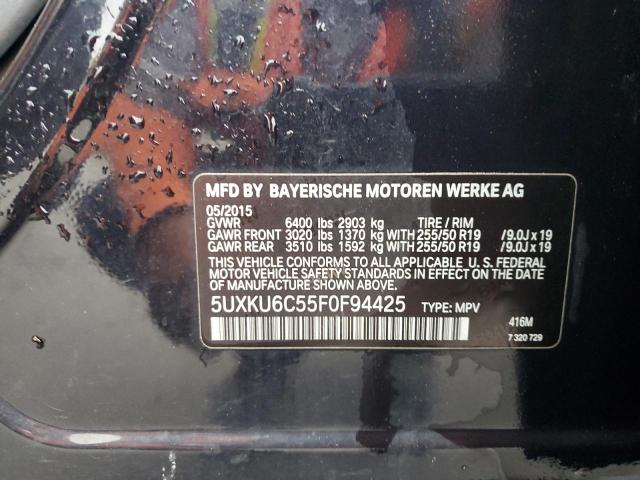 MFD BY BAYERISCHE MOTOREN WERKE AG
05/2015
GVWR 6400 lbs 2903 kg TIRE / RIM
GAWR FRONT 3020 lbs 1370 kg WITH 255/50 R19 /9.0J x 19
GAWR REAR 3510 lbs 1592 kg WITH 255/50 R19 /9.0J x 19
THIS VEHICLE CONFORMS TO ALL APPLICABLE U. S. FEDERAL
MOTOR VEHICLE SAFETY STANDARDS IN EFFECT ON THE DATE
OF MANUFACTURE SHOWN ABOVE.
5UXKU6C55F0F94425 TYPE: MPV
416M
7 320 729